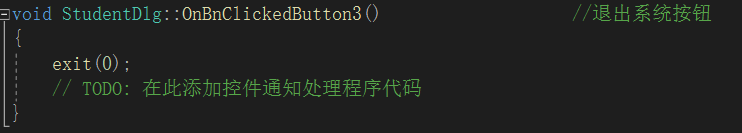 void StudentDlg::OnBnClickedButton3() //退出系统按钮
{
exit(0);
// TODO: 在此添加控件通知处理程序代码
}